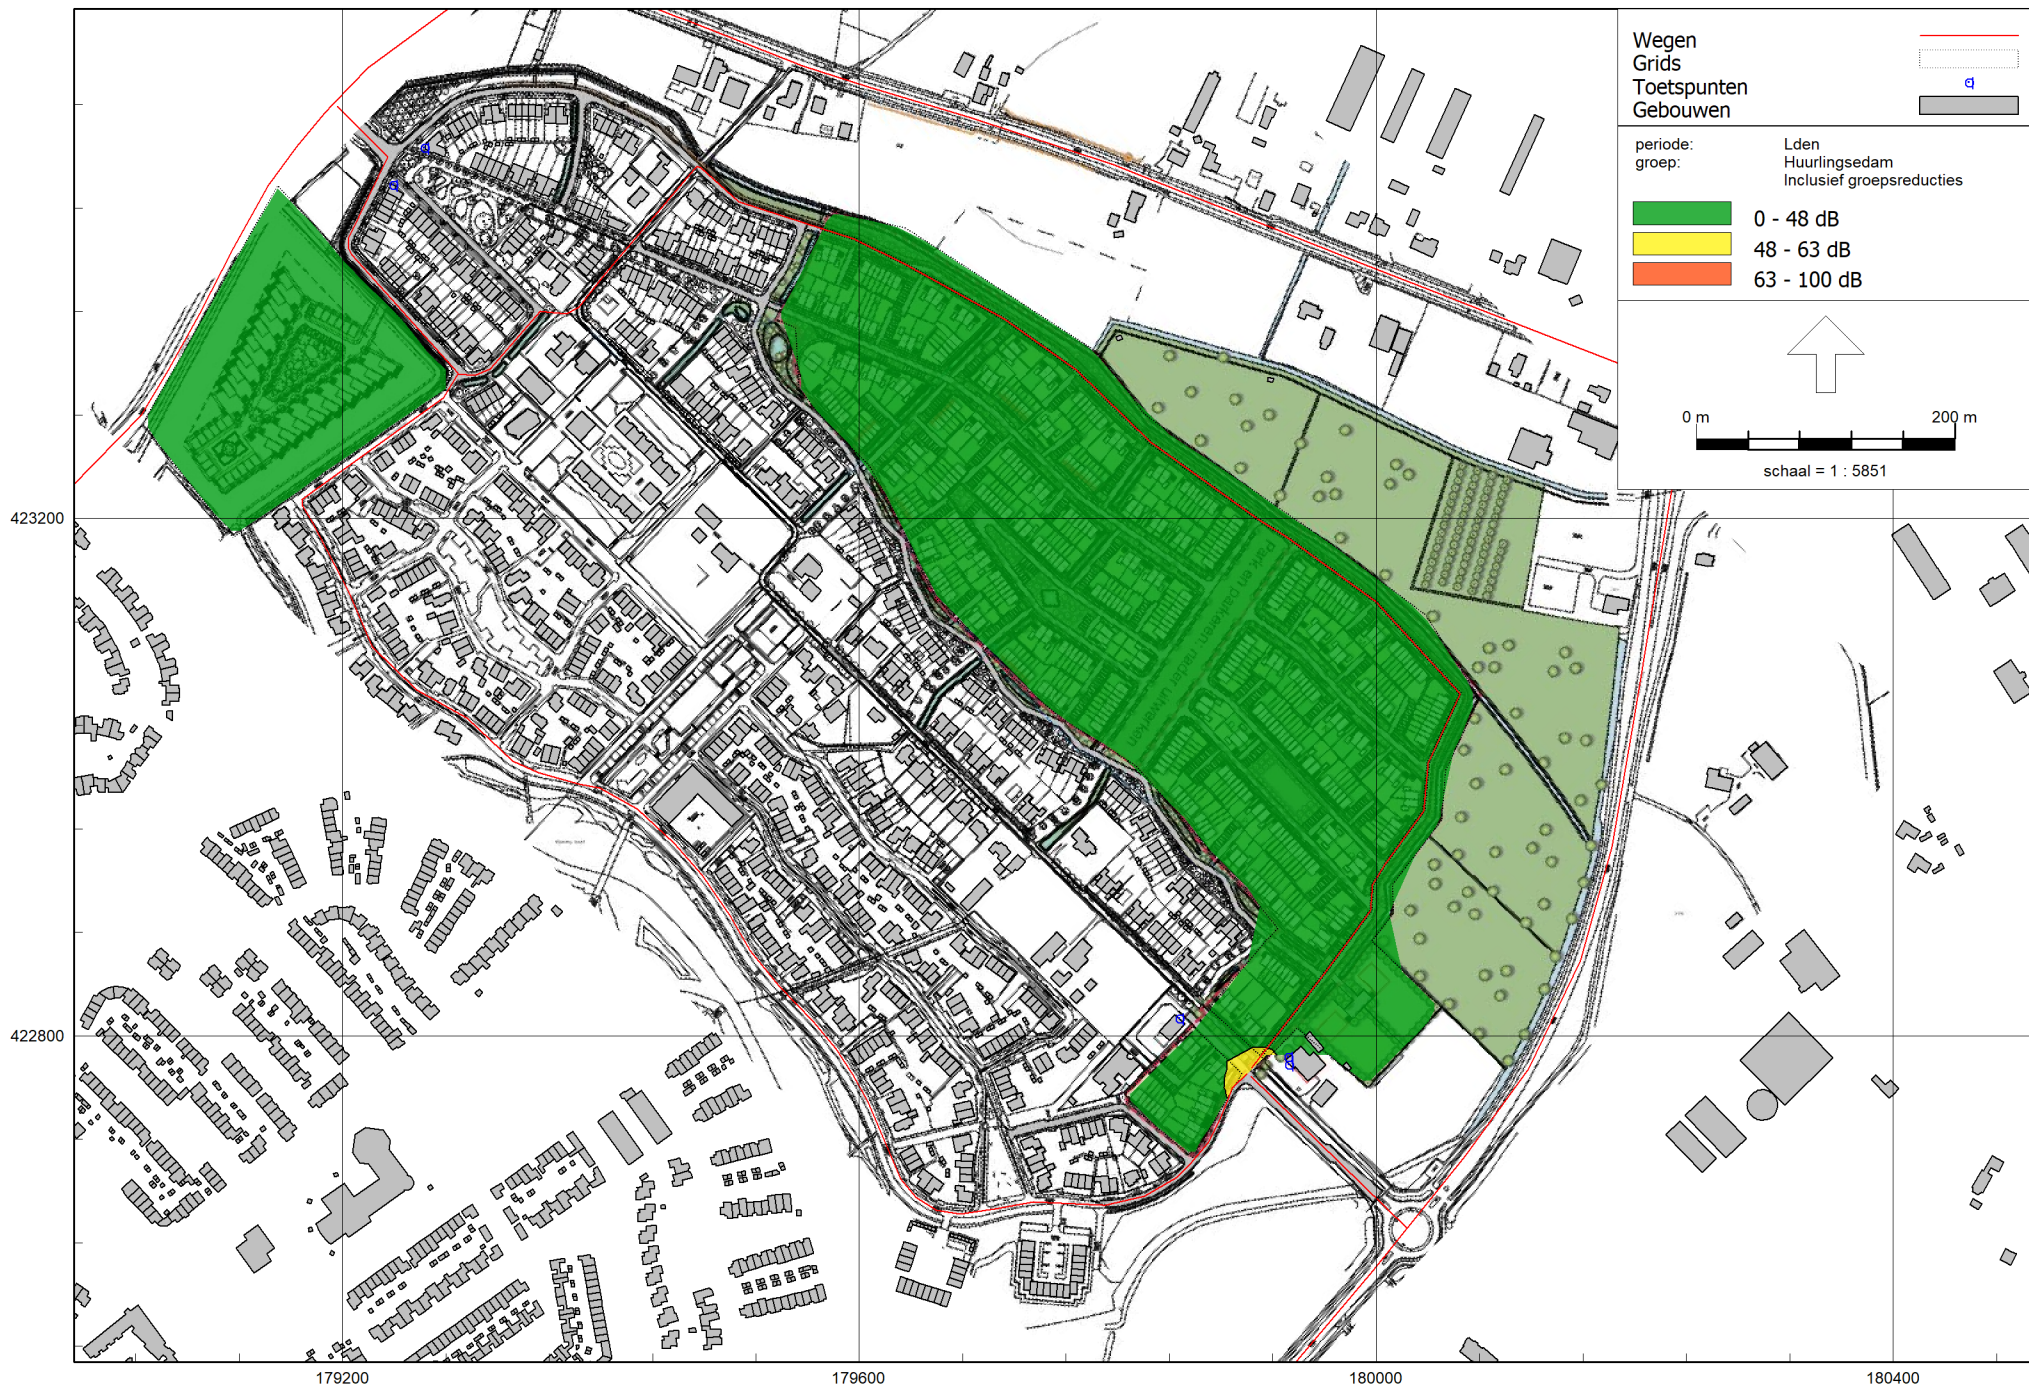 Wegen
Grids
Toetspunten
Gebouwen
periode: Lden
groep: Huurlingsedam
Inclusief groepsreducties
0 - 48 dB
48 - 63 dB
63 - 100 dB
0 m 200 m
schaal = 1 : 5851
423200
422800
179200 179600 180000 180400